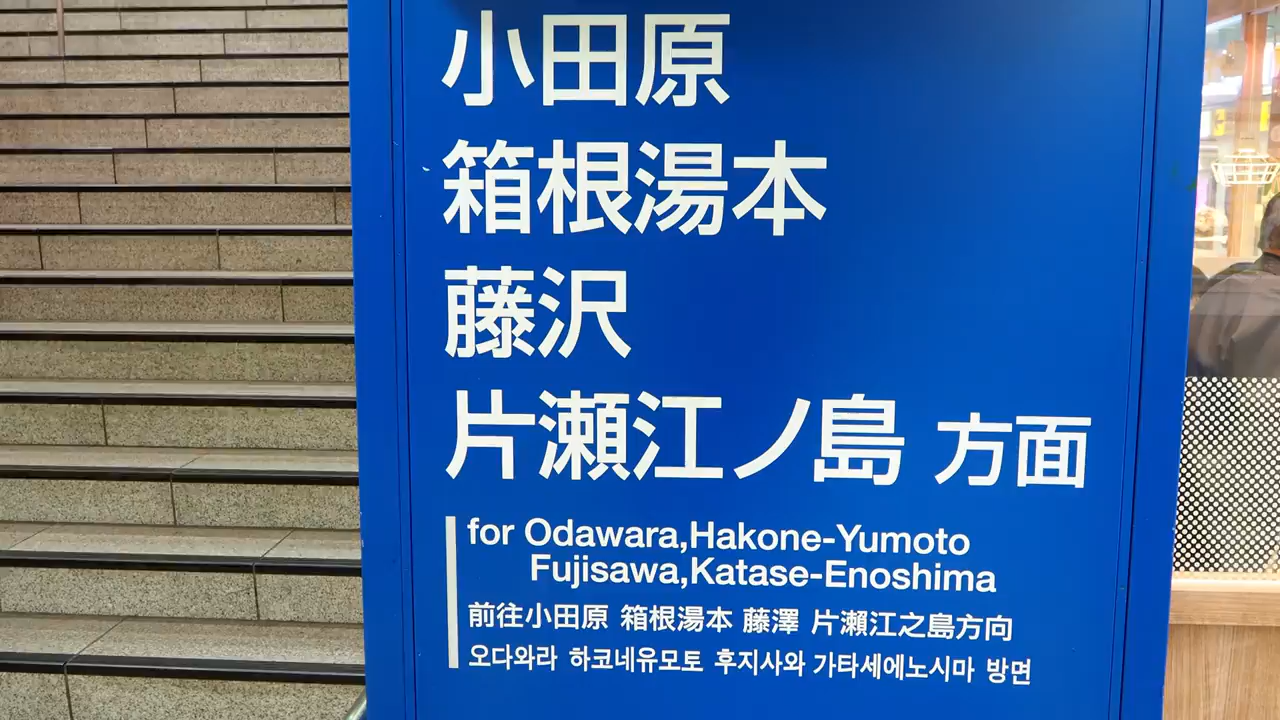 小田原
箱根湯本
藤沢
片瀬江ノ島 方面
for Odawara,Hakone-Yumoto
Fujisawa,Katase-Enoshima
前往小田原 箱根湯本 藤澤 片瀨江之島方向
오다와라 하코네유모토 후지사와 가타세에노시마 방면